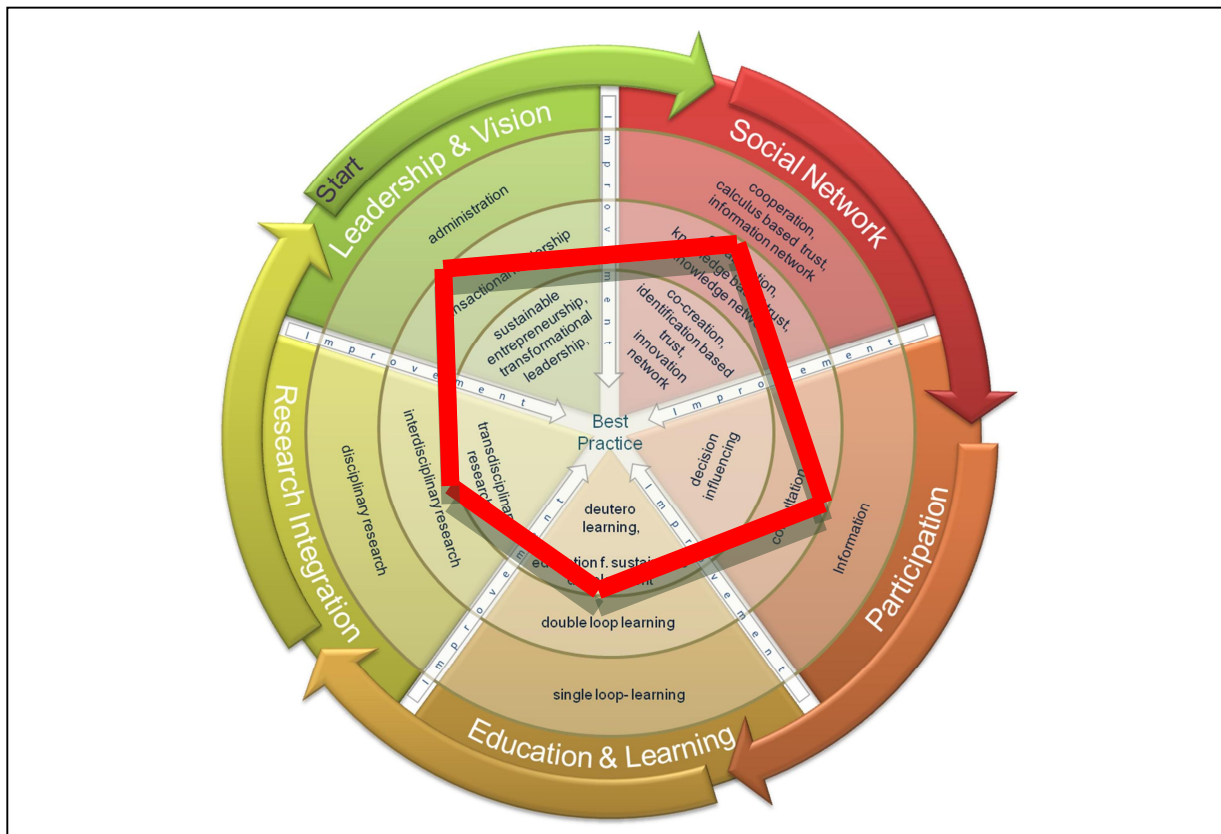 Start
Leadership & Vision
administration
sustainable
entrepreneurship,
transformational
leadership,
Improvement
Social Network
cooperation,
calculus based trust,
information network
co-creation,
identification based
trust,
innovation
network
Participation
Information
decision
influencing
Education & Learning
single loop- learning
double loop learning
deutero
learning,
Research Integration
disciplinary research
interdisciplinary research
research
Best
Practice